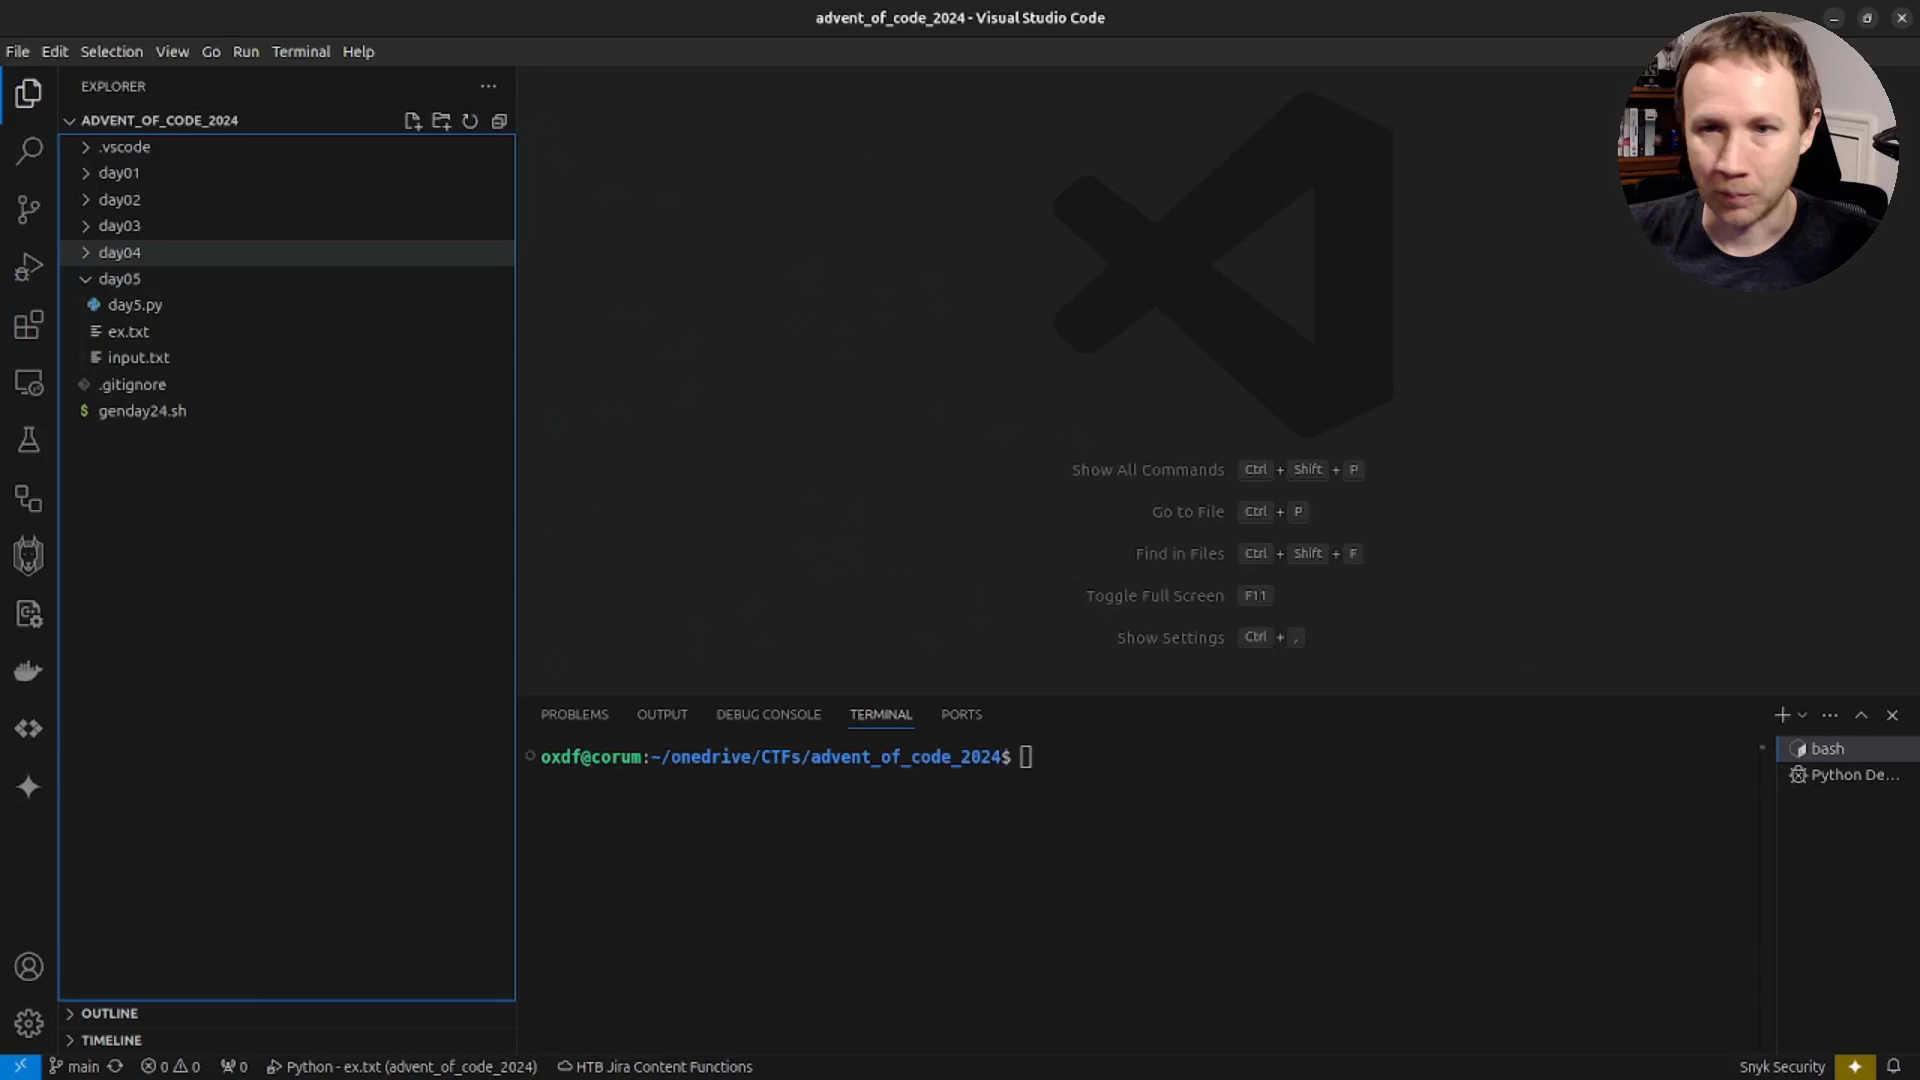 advent_of_code_2024 - Visual Studio Code
File Edit Selection View Go Run Terminal Help
EXPLORER
ADVENT_OF_CODE_2024
.vscode
day01
day02
day03
day04
day05
day5.py
ex.txt
input.txt
.gitignore
$ genday24.sh
Show All Commands Ctrl + Shift + P
Go to File Ctrl + P
Find in Files Ctrl + Shift + F
Toggle Full Screen F11
Show Settings Ctrl + ,
PROBLEMS OUTPUT DEBUG CONSOLE TERMINAL PORTS
oxdf@corum:~/onedrive/CTFs/advent_of_code_2024$
bash
Python De...
OUTLINE
TIMELINE
main 0 0 0 Python - ex.txt (advent_of_code_2024) HTB Jira Content Functions Snyk Security